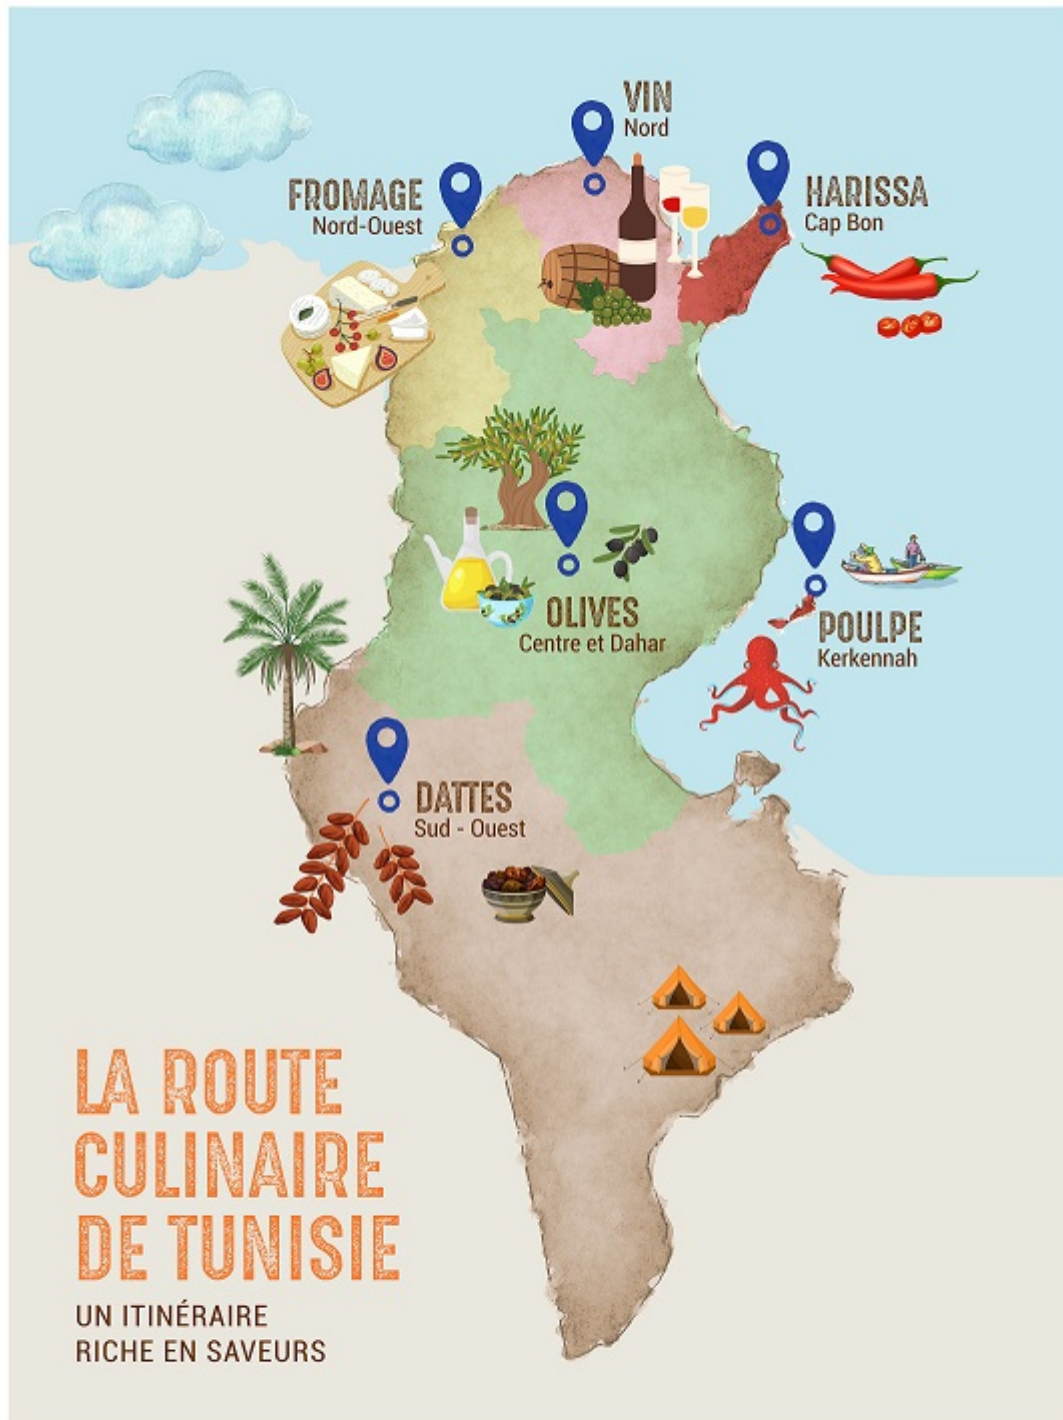 VIN
Nord
FROMAGE
Nord-Ouest
HARISSA
Cap Bon
OLIVES
Centre et Dahar
POULPE
Kerkennah
DATTES
Sud - Ouest
LA ROUTE
CULINAIRE
DE TUNISIE
UN ITINÉRAIRE
RICHE EN SAVEURS